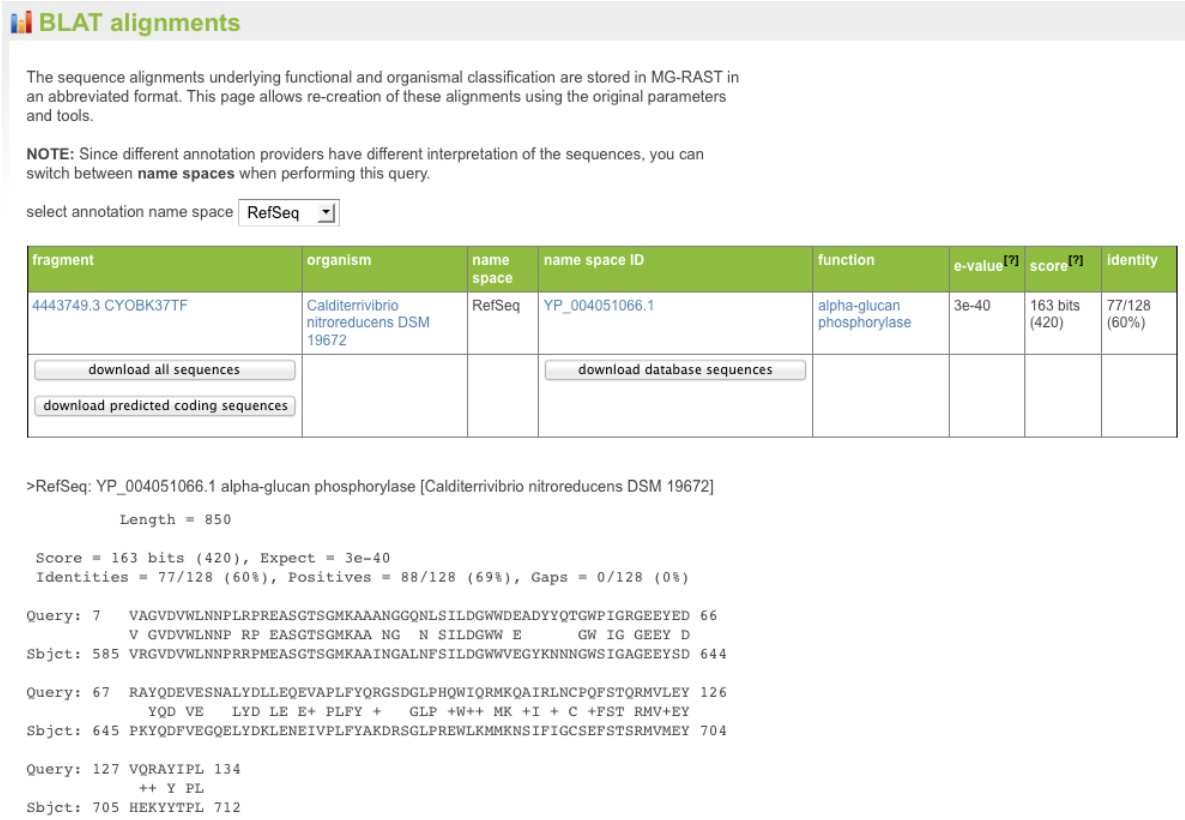 BLAT alignments
The sequence alignments underlying functional and organismal classification are stored in MG-RAST in
an abbreviated format. This page allows re-creation of these alignments using the original parameters
and tools.
NOTE: Since different annotation providers have different interpretation of the sequences, you can
switch between name spaces when performing this query.
select annotation name space RefSeq
fragment organism name space name space ID function e-value[?] score[?] identity
4443749.3 CYOBK37TF Calditerrivibrio nitroreducens DSM 19672 RefSeq YP_004051066.1 alpha-glucan phosphorylase 3e-40 163 bits (420) 77/128 (60%)
download all sequences download database sequences
download predicted coding sequences
>RefSeq: YP_004051066.1 alpha-glucan phosphorylase [Calditerrivibrio nitroreducens DSM 19672]
Length = 850
Score = 163 bits (420), Expect = 3e-40
Identities = 77/128 (60%), Positives = 88/128 (69%), Gaps = 0/128 (0%)
Query: 7   VAGVDVWLNNPLRPREASGTSGMKAAANGGQNLSILDGWWDEADYYQTGWPIGRGEEYED 66
           V GVDVWLNNP RP EASGTSGMKAA NG  N SILDGWW E      GW IG GEEY D
Sbjct: 585 VRGVDVWLNNPRRPMEASGTSGMKAAINGALNFSILDGWWVEGYKNNNGWSIGAGEEYSD 644
Query: 67  RAYQDEVESNALYDLLEQEVAPLFYQRGSDGLPHQWIQRMKQAIRLNCPQFSTQRMVLEY 126
             YQD VE   LYD LE E+ PLFY +   GLP +W++ MK +I + C +FST RMV+EY
Sbjct: 645 PKYQDFVEGQELYDKLENEIVPLFYAKDRSGLPREWLKMMKNSIFIGCSEFSTSRMVMEY 704
Query: 127 VQRAYIPL 134
            ++ Y PL
Sbjct: 705 HEKYYTPL 712